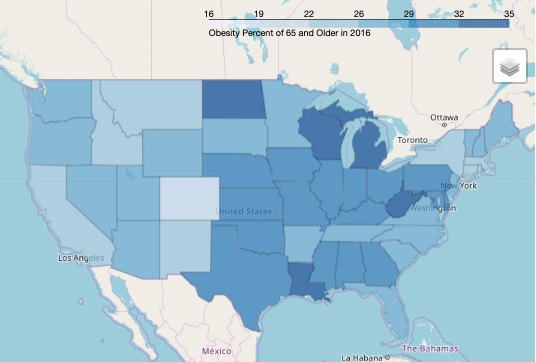 16 19 22 26 29 32 35
Obesity Percent of 65 and Older in 2016
Ottawa
Toronto
New York
United States
Washington
Los Angeles
México
La Habana
The Bahamas